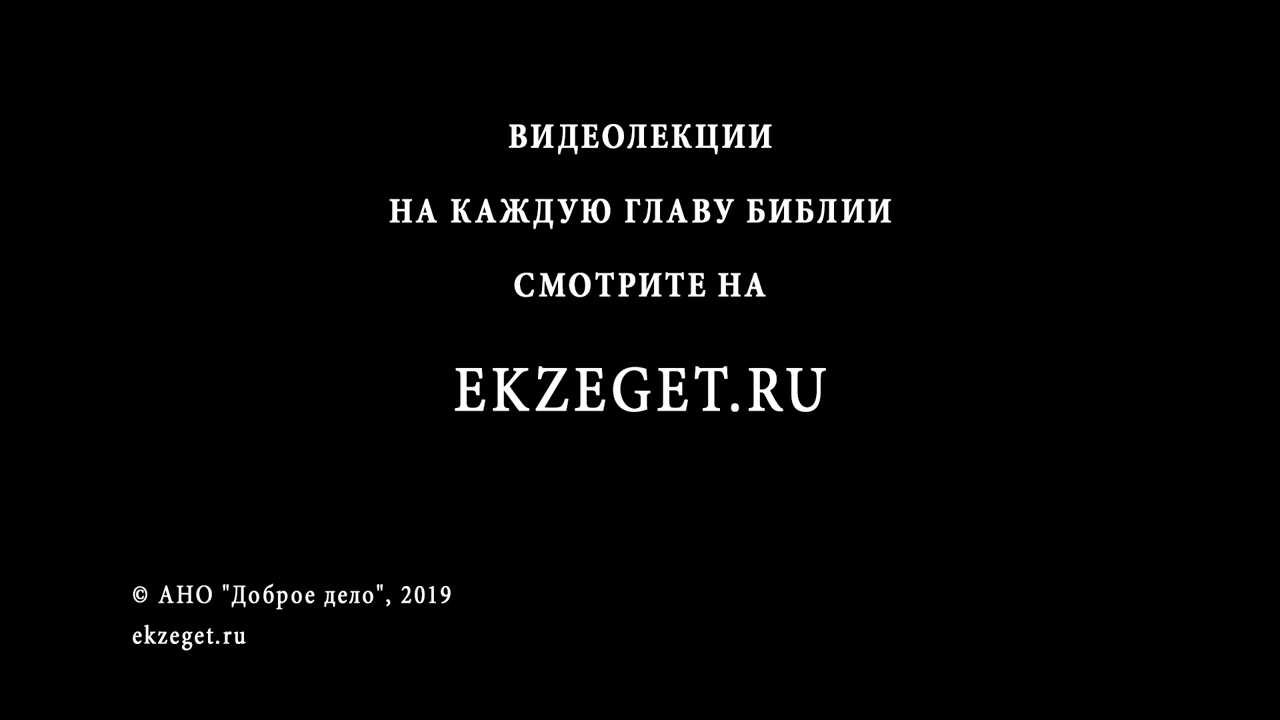 ВИДЕОЛЕКЦИИ
НА КАЖДУЮ ГЛАВУ БИБЛИИ
СМОТРИТЕ НА
EKZEGET.RU
© АНО "Доброе дело", 2019
ekzeget.ru